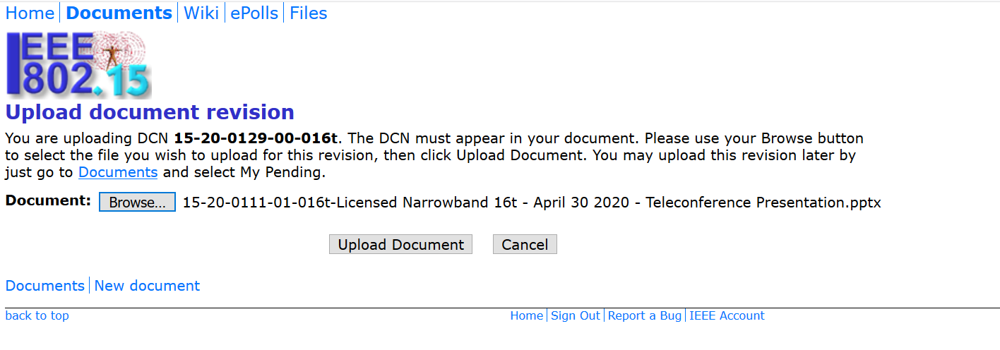 Home Documents Wiki ePolls Files
IEEE
802.15
Upload document revision
You are uploading DCN 15-20-0129-00-016t. The DCN must appear in your document. Please use your Browse button
to select the file you wish to upload for this revision, then click Upload Document. You may upload this revision later by
just go to Documents and select My Pending.
Document: Browse... 15-20-0111-01-016t-Licensed Narrowband 16t - April 30 2020 - Teleconference Presentation.pptx
Upload Document Cancel
Documents New document
back to top Home Sign Out Report a Bug IEEE Account